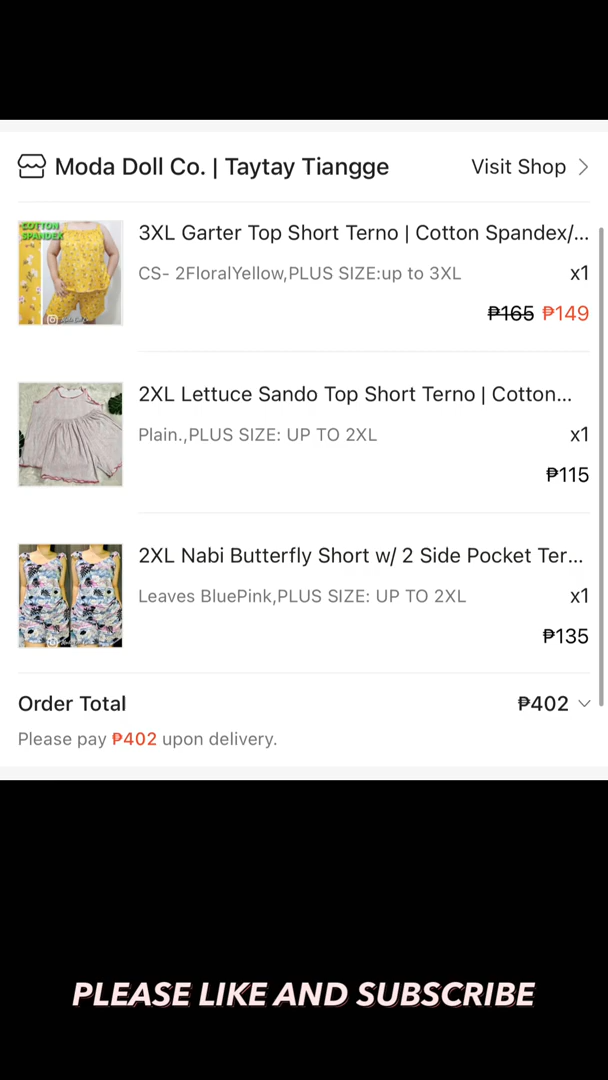 Moda Doll Co. | Taytay Tiangge
Visit Shop
COTTON
SPANDEX
3XL Garter Top Short Terno | Cotton Spandex/...
CS- 2FloralYellow,PLUS SIZE:up to 3XL
x1
₱165 ₱149
2XL Lettuce Sando Top Short Terno | Cotton...
Plain.,PLUS SIZE: UP TO 2XL
x1
₱115
2XL Nabi Butterfly Short w/ 2 Side Pocket Ter...
Leaves BluePink,PLUS SIZE: UP TO 2XL
x1
₱135
Order Total
₱402
Please pay ₱402 upon delivery.
PLEASE LIKE AND SUBSCRIBE